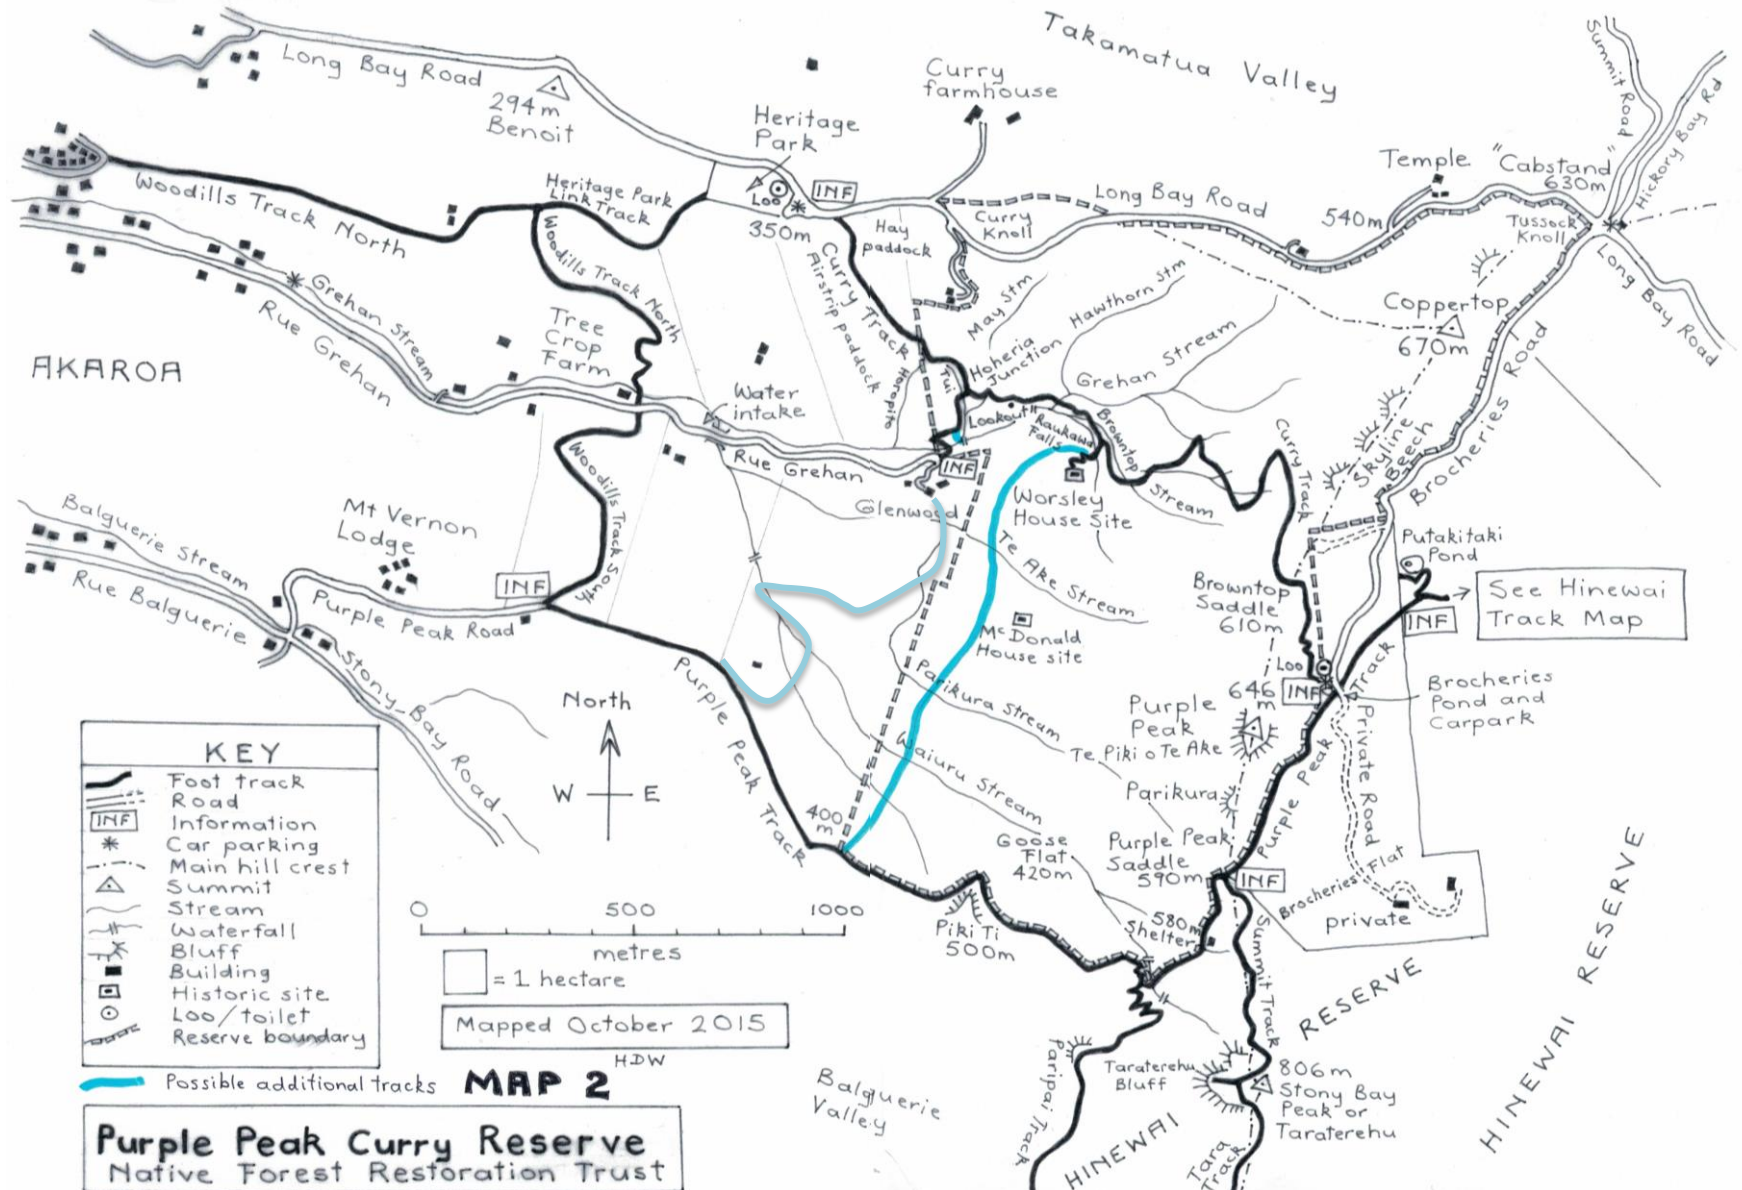 Takamatua Valley
Summit Road
Hickory Bay Rd
Long Bay Road
294m
Benoit
Curry
farmhouse
Heritage
Park
Loo
INF
350m
Woodills Track North
Heritage Park
Link Track
Hay
paddock
Curry
Knoll
Long Bay Road
Temple
"Cabstand"
630m
540m
Tussock
Knoll
Long Bay Road
Woodills Track North
Curry Track
Airstrip paddock
May Stm
Hawthorn Stm
Coppertop
670m
Grehan Stream
Rue Grehan
AKAROA
Tree
Crop
Farm
Water
intake
Horopito
Tui
Hoheria
Junction
Grehan Stream
Lookout
Raukawa
Falls
Browntop
Stream
Curry Track
Skyline
Beech
Brocheries Road
Rue Grehan
INF
Glenwood
Worsley
House Site
Woodills Track South
Mt Vernon
Lodge
INF
Balguerie Stream
Rue Balguerie
Purple Peak Road
Stony Bay Road
Te Ake Stream
McDonald
House site
Putakitaki
Pond
See Hinewai
Track Map
INF
Browntop
Saddle
610m
Loo
INF
Track
Brocheries
Pond and
Carpark
Purple Peak Track
Parikura Stream
646
m
Purple
Peak
Te Piki o Te Ake
Waiuru Stream
Parikura
Purple Peak
Private Road
North
W
E
400
m
Goose
Flat
420m
Purple Peak
Saddle
590m
INF
Brocheries Flat
private
580m
Shelter
Piki Ti
500m
Summit Track
0
500
1000
metres
= 1 hectare
Mapped October 2015
HDW
KEY
Foot track
Road
INF
Information
Car parking
Main hill crest
Summit
Stream
Waterfall
Bluff
Building
Historic site
Loo/toilet
Reserve boundary
Possible additional tracks
MAP 2
Purple Peak Curry Reserve
Native Forest Restoration Trust
Balguerie
Valley
Paripai Track
Taraterehu
Bluff
806m
Stony Bay
Peak or
Taraterehu
Tara
Track
HINEWAI
RESERVE
HINEWAI RESERVE